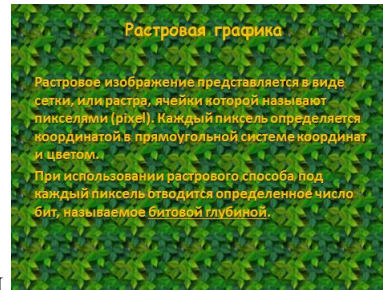 Растровая графика
Растровое изображение представляется в виде
сетки, или растра, ячейки которой называют
пикселями (pixel). Каждый пиксель определяется
координатой в прямоугольной системе координат
и цветом.
При использовании растрового способа под
каждый пиксель отводится определенное число
бит, называемое битовой глубиной.